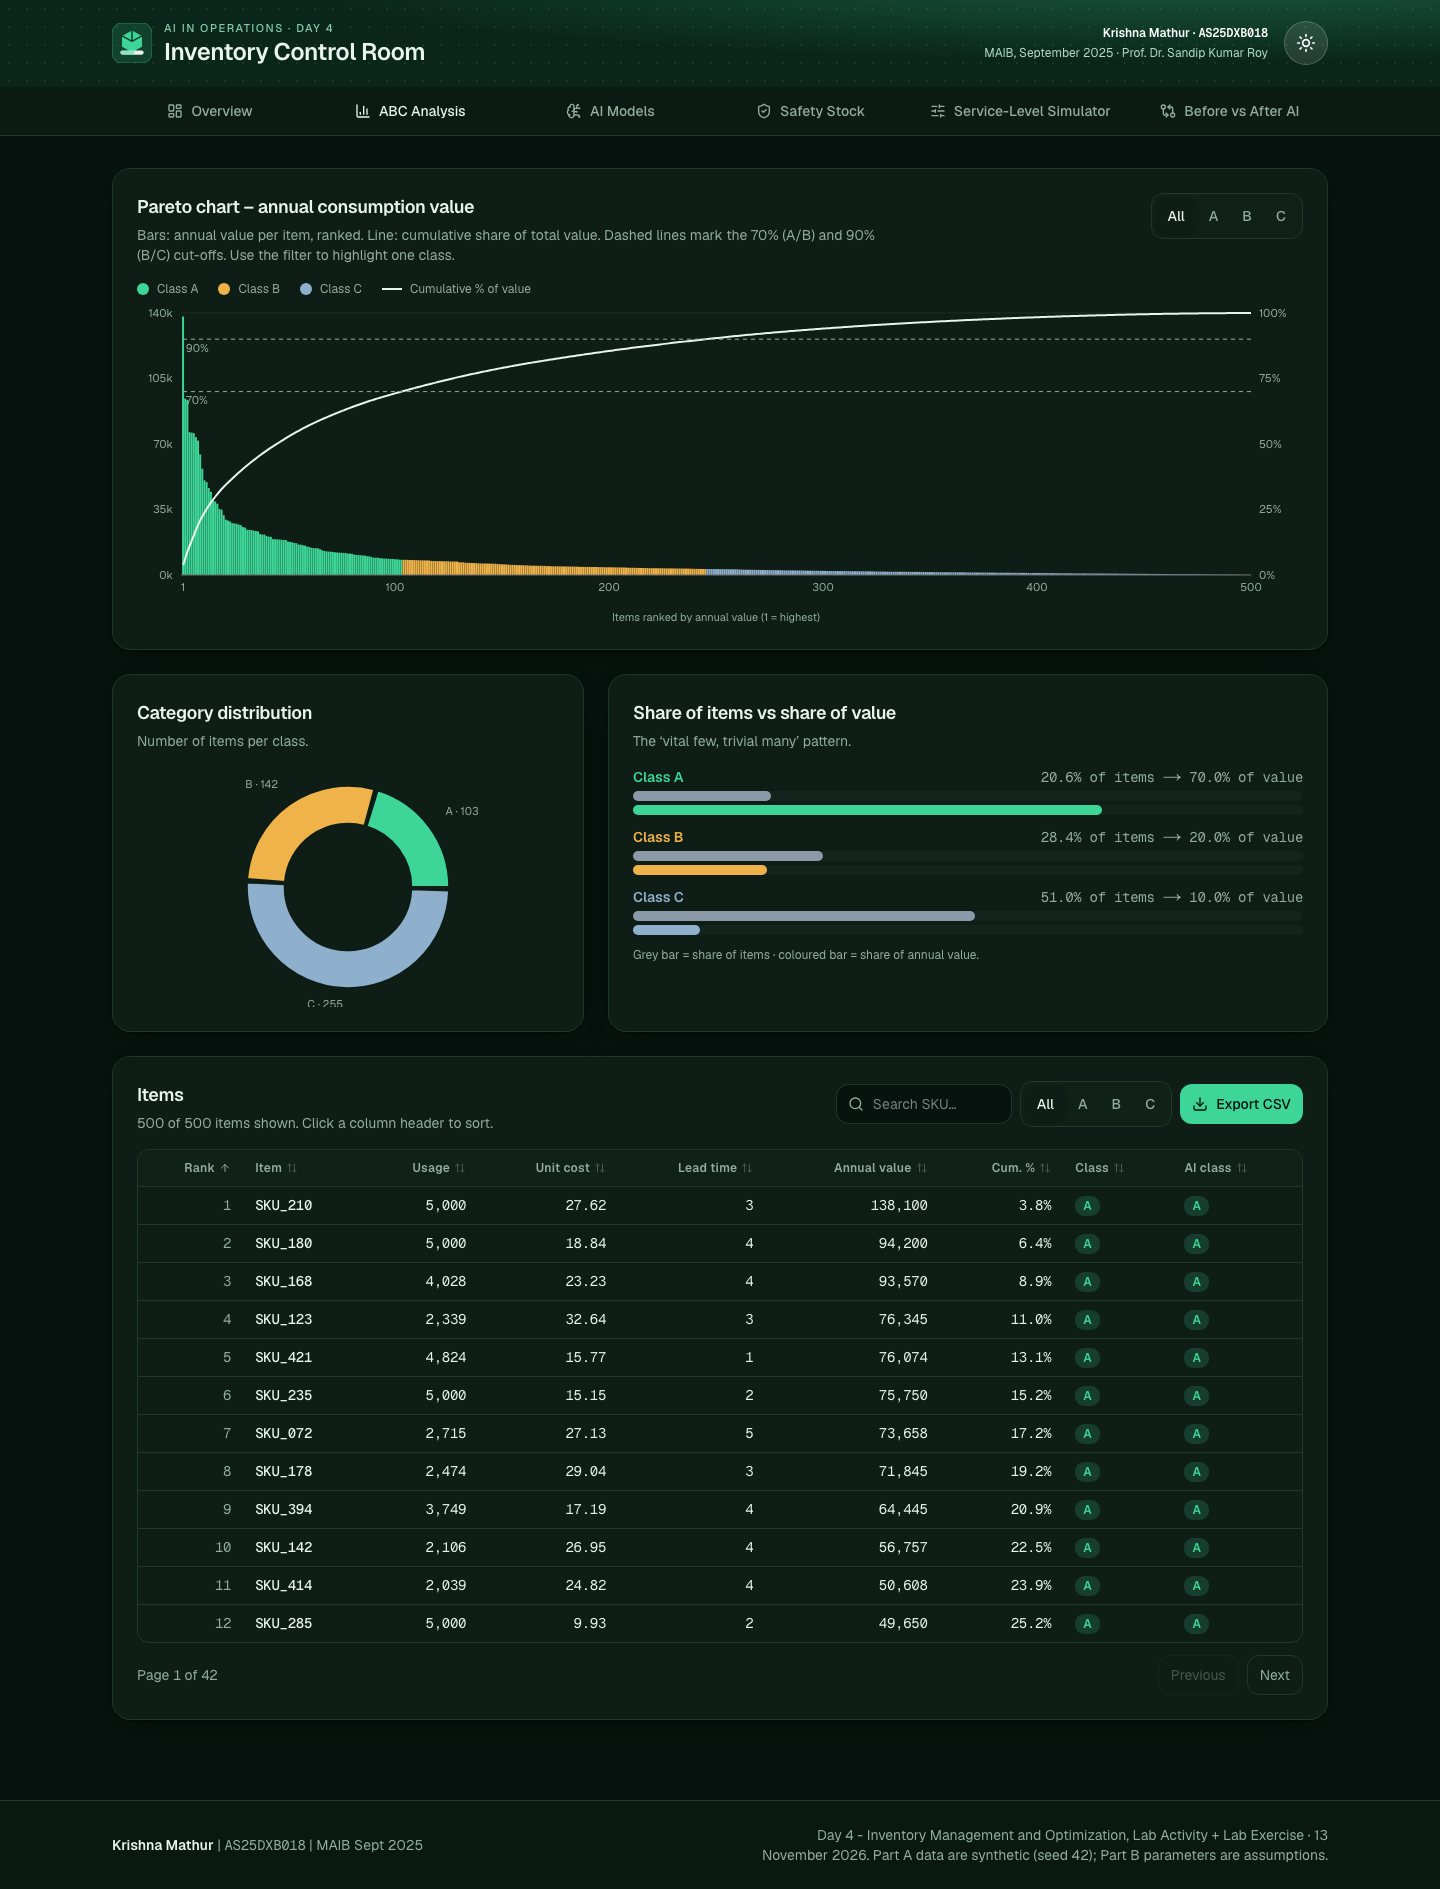 AI IN OPERATIONS · DAY 4
Inventory Control Room
Krishna Mathur · AS25DXB018
MAIB, September 2025 · Prof. Dr. Sandip Kumar Roy
Overview
ABC Analysis
AI Models
Safety Stock
Service-Level Simulator
Before vs After AI
Pareto chart – annual consumption value
Bars: annual value per item, ranked. Line: cumulative share of total value. Dashed lines mark the 70% (A/B) and 90%
(B/C) cut-offs. Use the filter to highlight one class.
All A B C
Class A Class B Class C Cumulative % of value
140k
105k
70k
35k
0k
90%
70%
100%
75%
50%
25%
0%
1 100 200 300 400 500
Items ranked by annual value (1 = highest)
Category distribution
Number of items per class.
B · 142
A · 103
C · 255
Share of items vs share of value
The ‘vital few, trivial many’ pattern.
Class A 20.6% of items ⟶ 70.0% of value
Class B 28.4% of items ⟶ 20.0% of value
Class C 51.0% of items ⟶ 10.0% of value
Grey bar = share of items · coloured bar = share of annual value.
Items
500 of 500 items shown. Click a column header to sort.
Search SKU…
All A B C
Export CSV
Rank ↑ Item ↑↓ Usage ↑↓ Unit cost ↑↓ Lead time ↑↓ Annual value ↑↓ Cum. % ↑↓ Class ↑↓ AI class ↑↓
1 SKU_210 5,000 27.62 3 138,100 3.8% A A
2 SKU_180 5,000 18.84 4 94,200 6.4% A A
3 SKU_168 4,028 23.23 4 93,570 8.9% A A
4 SKU_123 2,339 32.64 3 76,345 11.0% A A
5 SKU_421 4,824 15.77 1 76,074 13.1% A A
6 SKU_235 5,000 15.15 2 75,750 15.2% A A
7 SKU_072 2,715 27.13 5 73,658 17.2% A A
8 SKU_178 2,474 29.04 3 71,845 19.2% A A
9 SKU_394 3,749 17.19 4 64,445 20.9% A A
10 SKU_142 2,106 26.95 4 56,757 22.5% A A
11 SKU_414 2,039 24.82 4 50,608 23.9% A A
12 SKU_285 5,000 9.93 2 49,650 25.2% A A
Page 1 of 42
Previous
Next
Krishna Mathur | AS25DXB018 | MAIB Sept 2025
Day 4 - Inventory Management and Optimization, Lab Activity + Lab Exercise · 13
November 2026. Part A data are synthetic (seed 42); Part B parameters are assumptions.